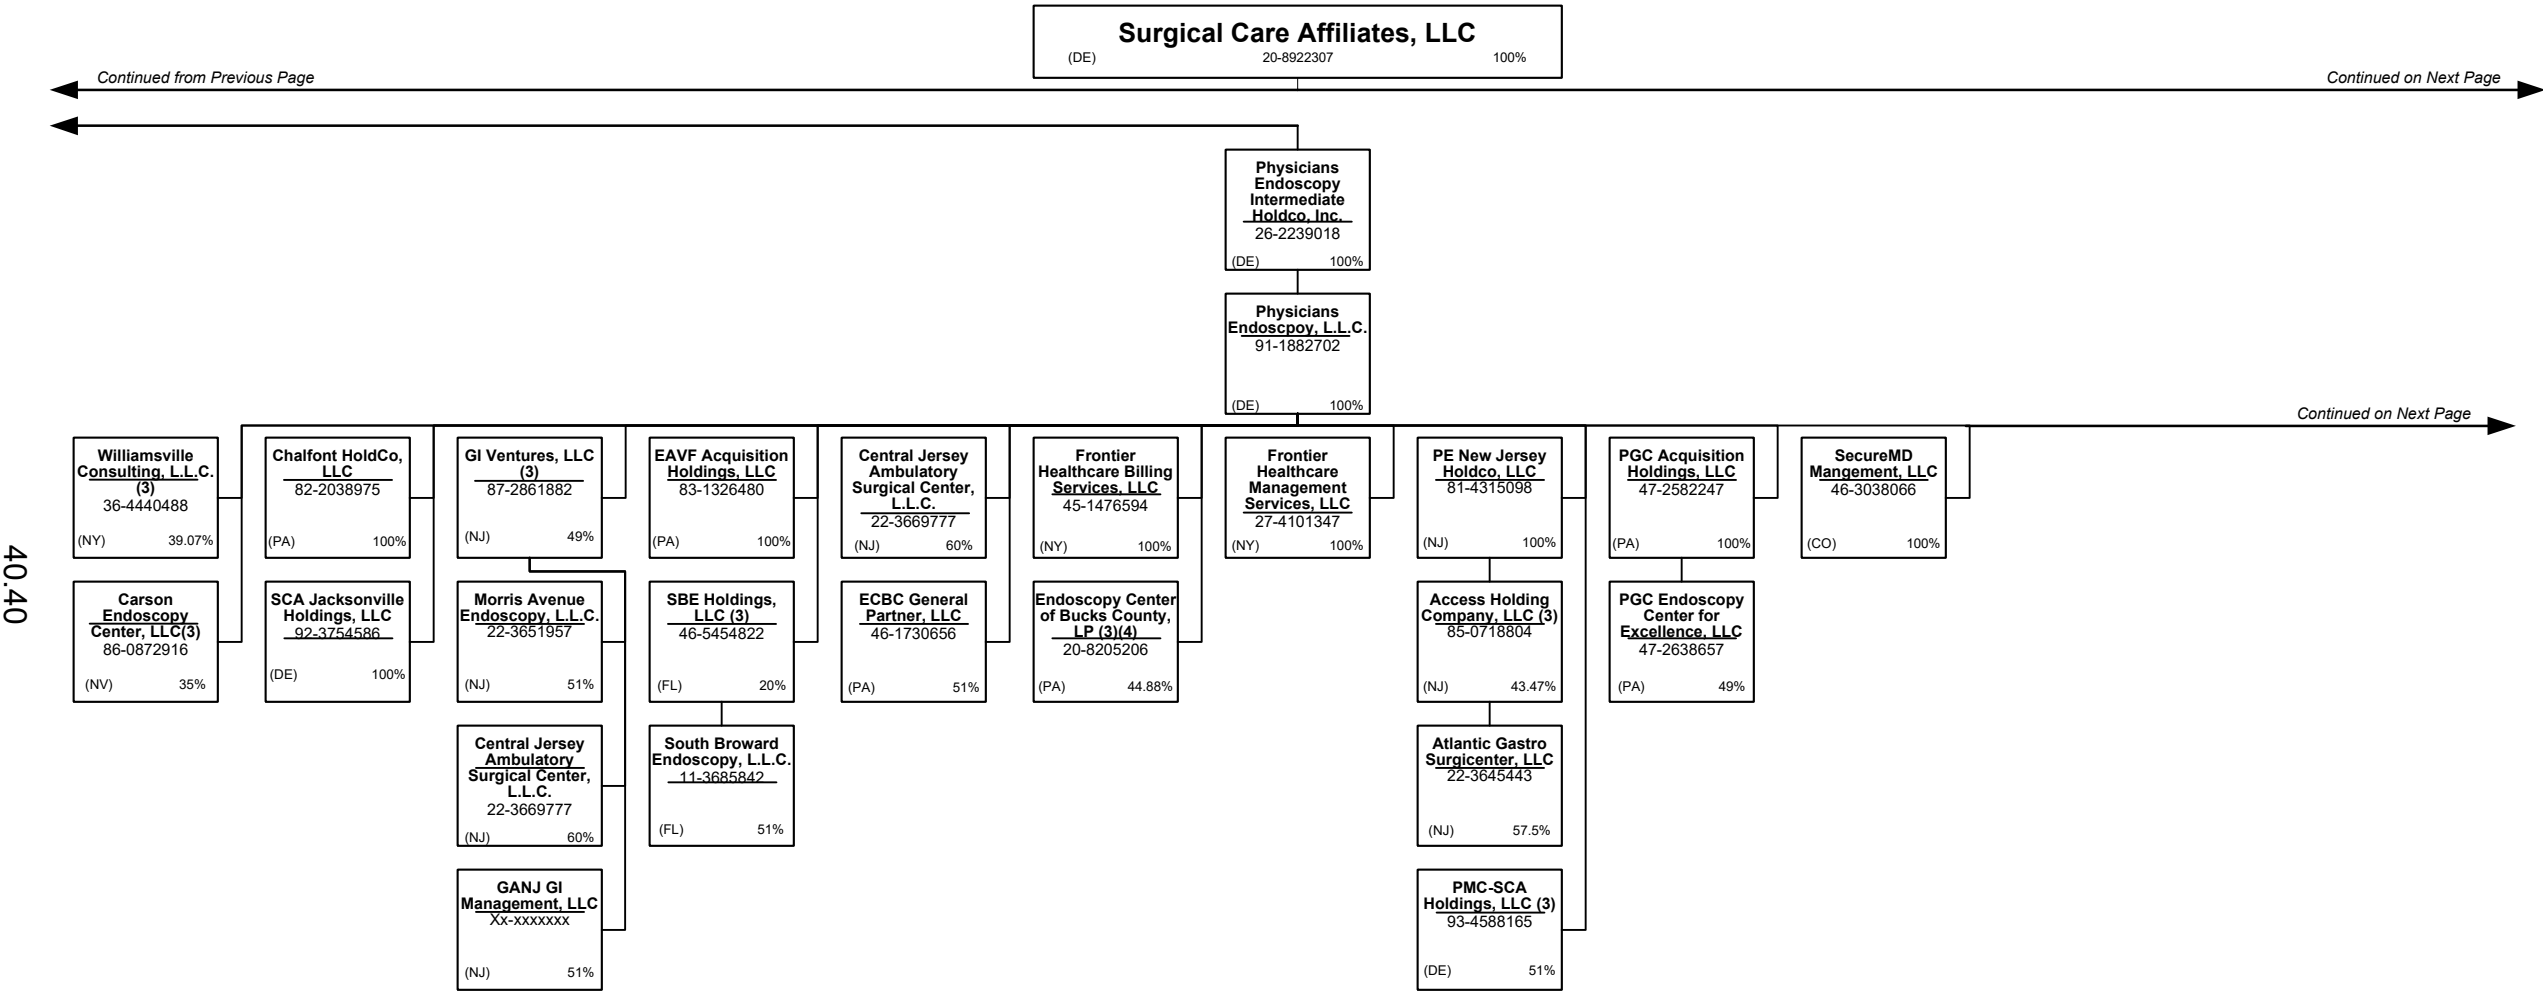 Surgical Care Affiliates, LLC
(DE) 20-8922307 100%
Continued from Previous Page
Continued on Next Page
Physicians
Endoscopy
Intermediate
Holdco, Inc.
26-2239018
(DE) 100%
Physicians
Endoscpoy, L.L.C.
91-1882702
(DE) 100%
Continued on Next Page
Williamsville
Consulting, L.L.C.
(3)
36-4440488
(NY) 39.07%
Chalfont HoldCo,
LLC
82-2038975
(PA) 100%
GI Ventures, LLC
(3)
87-2861882
(NJ) 49%
EAVF Acquisition
Holdings, LLC
83-1326480
(PA) 100%
Central Jersey
Ambulatory
Surgical Center,
L.L.C.
22-3669777
(NJ) 60%
Frontier
Healthcare Billing
Services, LLC
45-1476594
(NY) 100%
Frontier
Healthcare
Management
Services, LLC
27-4101347
(NY) 100%
PE New Jersey
Holdco, LLC
81-4315098
(NJ) 100%
PGC Acquisition
Holdings, LLC
47-2582247
(PA) 100%
SecureMD
Mangement, LLC
46-3038066
(CO) 100%
Carson
Endoscopy
Center, LLC(3)
86-0872916
(NV) 35%
SCA Jacksonville
Holdings, LLC
92-3754586
(DE) 100%
Morris Avenue
Endoscopy, L.L.C.
22-3651957
(NJ) 51%
SBE Holdings,
LLC (3)
46-5454822
(FL) 20%
ECBC General
Partner, LLC
46-1730656
(PA) 51%
Endoscopy Center
of Bucks County,
LP (3)(4)
20-8205206
(PA) 44.88%
Access Holding
Company, LLC (3)
85-0718804
(NJ) 43.47%
PGC Endoscopy
Center for
Excellence, LLC
47-2638657
(PA) 49%
Central Jersey
Ambulatory
Surgical Center,
L.L.C.
22-3669777
(NJ) 60%
South Broward
Endoscopy, L.L.C.
11-3685842
(FL) 51%
Atlantic Gastro
Surgicenter, LLC
22-3645443
(NJ) 57.5%
GANJ GI
Management, LLC
Xx-xxxxxxx
(NJ) 51%
PMC-SCA
Holdings, LLC (3)
93-4588165
(DE) 51%
40.40